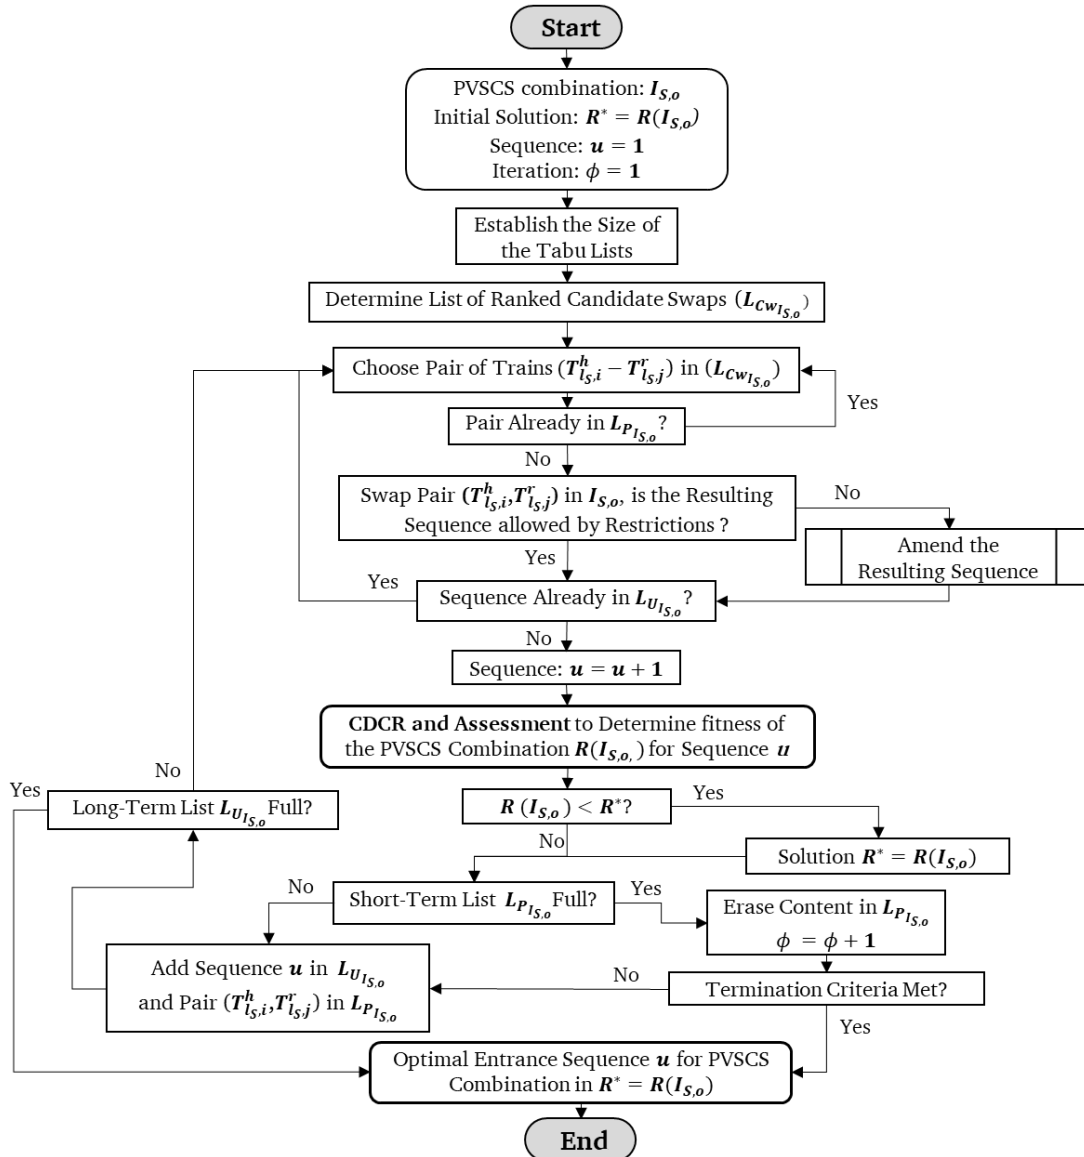 Start
PVSCS combination: I_{S,o}
Initial Solution: R* = R(I_{S,o})
Sequence: u = 1
Iteration: ϕ = 1
Establish the Size of
the Tabu Lists
Determine List of Ranked Candidate Swaps (L_{Cw_{I_{S,o}}})
Choose Pair of Trains (T^h_{l_S,i} − T^r_{l_S,j}) in (L_{Cw_{I_{S,o}}})
Yes
Pair Already in L_{P_{I_{S,o}}}?
No
Swap Pair (T^h_{l_S,i},T^r_{l_S,j}) in I_{S,o}, is the Resulting
Sequence allowed by Restrictions ?
No
Amend the
Resulting Sequence
Yes
Yes
Sequence Already in L_{U_{I_{S,o}}}?
No
Sequence: u = u + 1
CDCR and Assessment to Determine fitness of
the PVSCS Combination R(I_{S,o,}) for Sequence u
No
Yes
Long-Term List L_{U_{I_{S,o}}} Full?
R (I_{S,o}) < R*?
Yes
No
Solution R* = R(I_{S,o})
No
Short-Term List L_{P_{I_{S,o}}} Full?
Yes
Erase Content in L_{P_{I_{S,o}}}
ϕ = ϕ + 1
Add Sequence u in L_{U_{I_{S,o}}}
and Pair (T^h_{l_S,i},T^r_{l_S,j}) in L_{P_{I_{S,o}}}
No
Termination Criteria Met?
Yes
Optimal Entrance Sequence u for PVSCS
Combination in R* = R(I_{S,o})
End